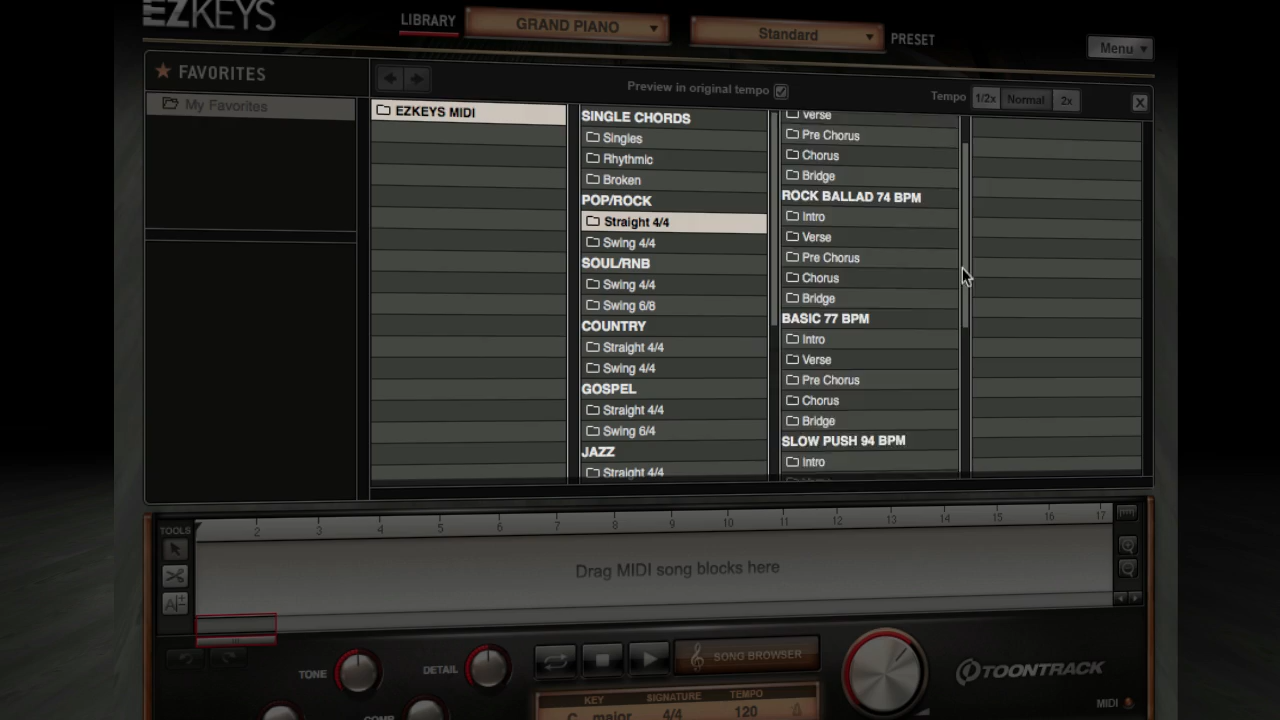 EZKEYS
LIBRARY
GRAND PIANO
Standard
PRESET
Menu
FAVORITES
My Favorites
Preview in original tempo
Tempo
1/2x
Normal
2x
X
EZKEYS MIDI
SINGLE CHORDS
Singles
Rhythmic
Broken
POP/ROCK
Straight 4/4
Swing 4/4
SOUL/RNB
Swing 4/4
Swing 6/8
COUNTRY
Straight 4/4
Swing 4/4
GOSPEL
Straight 4/4
Swing 6/4
JAZZ
Straight 4/4
Verse
Pre Chorus
Chorus
Bridge
ROCK BALLAD 74 BPM
Intro
Verse
Pre Chorus
Chorus
Bridge
BASIC 77 BPM
Intro
Verse
Pre Chorus
Chorus
Bridge
SLOW PUSH 94 BPM
Intro
TOOLS
2 3 4 5 6 7 8 9 10 11 12 13 14 15 16 17
Drag MIDI song blocks here
TONE
DETAIL
SONG BROWSER
TOONTRACK
KEY
SIGNATURE
TEMPO
C major
4/4
120
COMP
MIDI